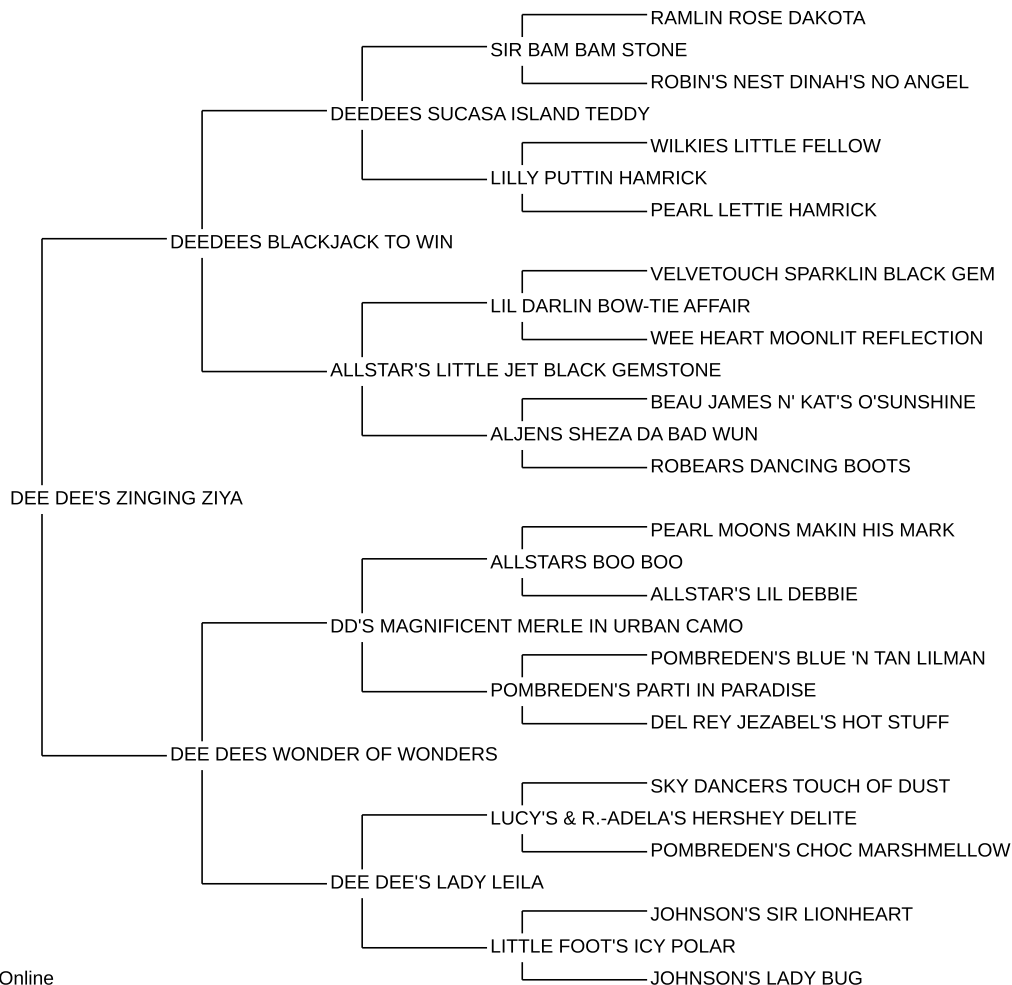 RAMLIN ROSE DAKOTA
SIR BAM BAM STONE
ROBIN'S NEST DINAH'S NO ANGEL
DEEDEES SUCASA ISLAND TEDDY
WILKIES LITTLE FELLOW
LILLY PUTTIN HAMRICK
PEARL LETTIE HAMRICK
DEEDEES BLACKJACK TO WIN
VELVETOUCH SPARKLIN BLACK GEM
LIL DARLIN BOW-TIE AFFAIR
WEE HEART MOONLIT REFLECTION
ALLSTAR'S LITTLE JET BLACK GEMSTONE
BEAU JAMES N' KAT'S O'SUNSHINE
ALJENS SHEZA DA BAD WUN
ROBEARS DANCING BOOTS
DEE DEE'S ZINGING ZIYA
PEARL MOONS MAKIN HIS MARK
ALLSTARS BOO BOO
ALLSTAR'S LIL DEBBIE
DD'S MAGNIFICENT MERLE IN URBAN CAMO
POMBREDEN'S BLUE 'N TAN LILMAN
POMBREDEN'S PARTI IN PARADISE
DEL REY JEZABEL'S HOT STUFF
DEE DEES WONDER OF WONDERS
SKY DANCERS TOUCH OF DUST
LUCY'S & R.-ADELA'S HERSHEY DELITE
POMBREDEN'S CHOC MARSHMELLOW
DEE DEE'S LADY LEILA
JOHNSON'S SIR LIONHEART
LITTLE FOOT'S ICY POLAR
JOHNSON'S LADY BUG
Online